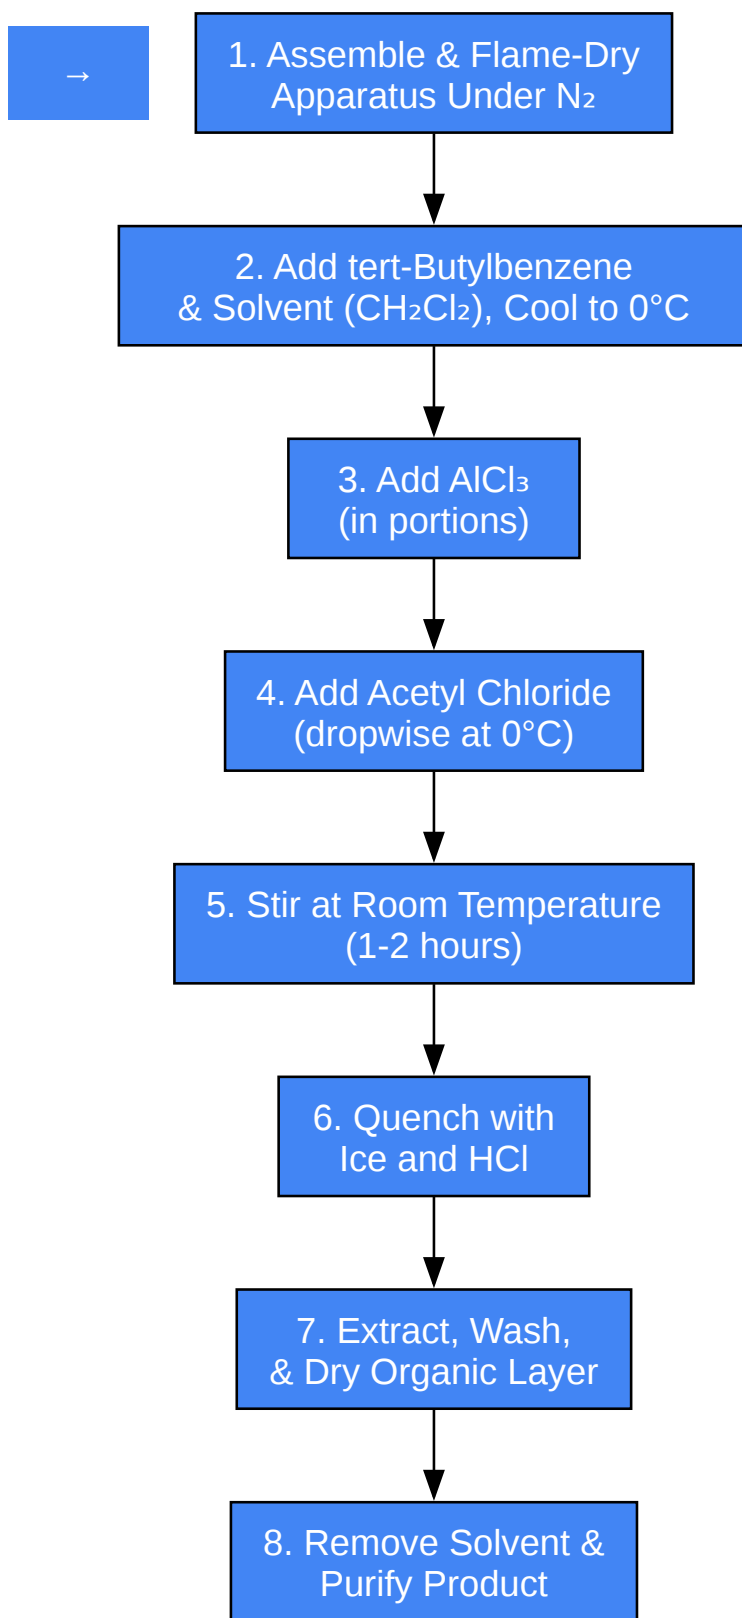 →
1. Assemble & Flame-Dry
Apparatus Under N₂
2. Add tert-Butylbenzene
& Solvent (CH₂Cl₂), Cool to 0°C
3. Add AlCl₃
(in portions)
4. Add Acetyl Chloride
(dropwise at 0°C)
5. Stir at Room Temperature
(1-2 hours)
6. Quench with
Ice and HCl
7. Extract, Wash,
& Dry Organic Layer
8. Remove Solvent &
Purify Product